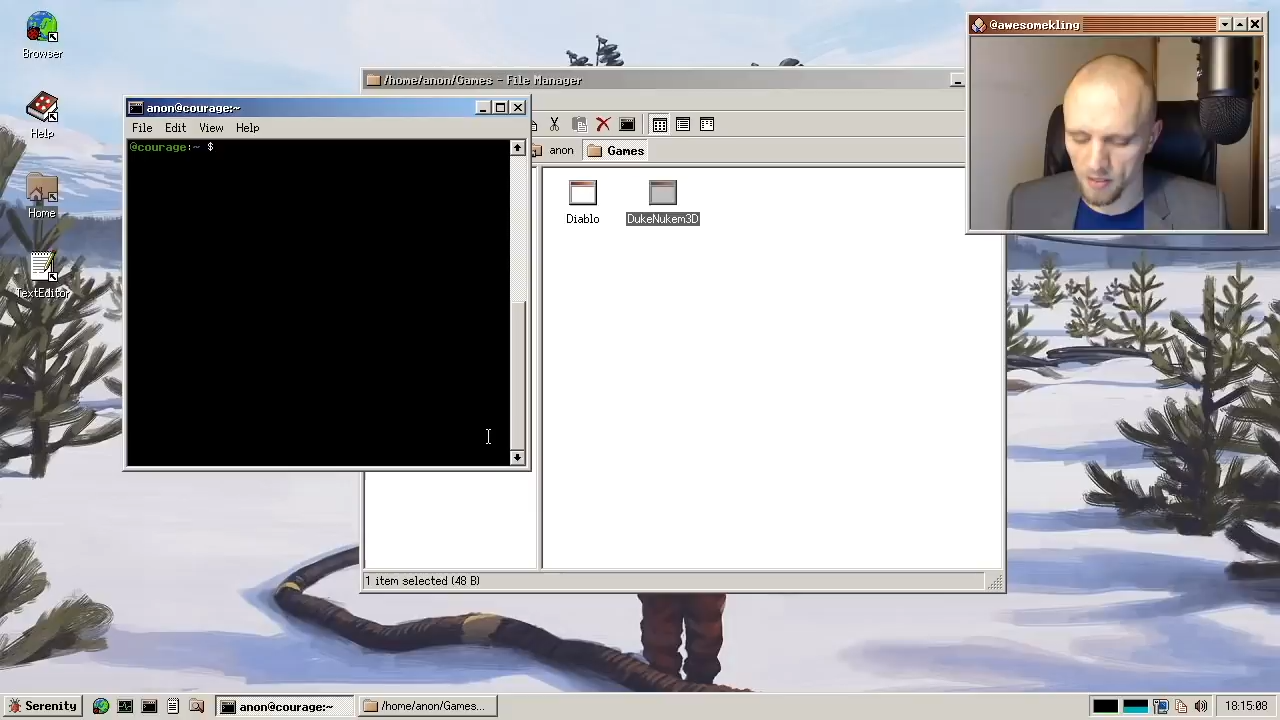 Browser
Help
Home
TextEditor
@awesomekling
/home/anon/Games - File Manager
anon
Games
Diablo
DukeNukem3D
1 item selected (48 B)
anon@courage:~
File Edit View Help
@courage:~ $
Serenity
anon@courage:~
/home/anon/Games...
18:15:08